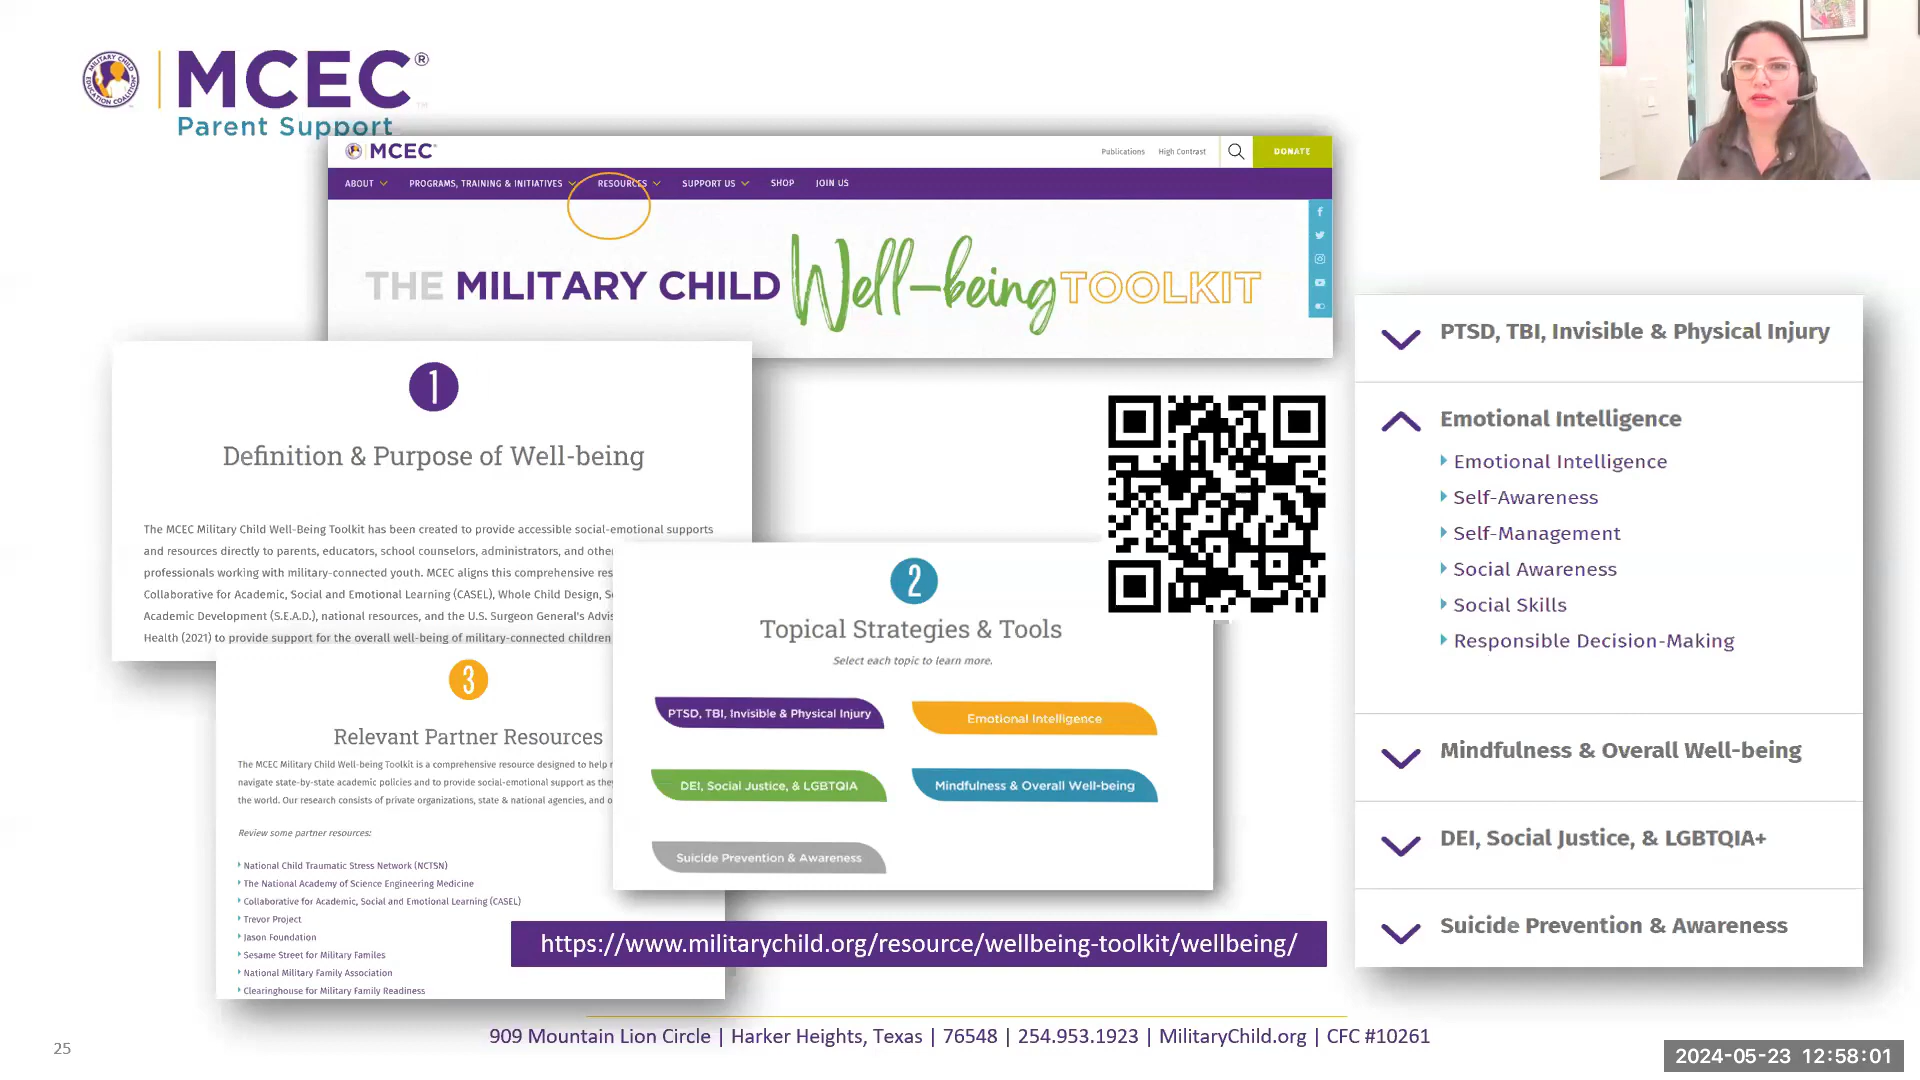 MILITARY CHILD EDUCATION COALITION
MCEC®
Parent Support
MCEC®
Publications
High Contrast
DONATE
ABOUT
PROGRAMS, TRAINING & INITIATIVES
RESOURCES
SUPPORT US
SHOP
JOIN US
THE MILITARY CHILD Well-being TOOLKIT
1
Definition & Purpose of Well-being
The MCEC Military Child Well-Being Toolkit has been created to provide accessible social-emotional supports
and resources directly to parents, educators, school counselors, administrators, and
professionals working with military-connected youth. MCEC aligns this comprehensive
Collaborative for Academic, Social and Emotional Learning (CASEL), Whole Child Design,
Academic Development (S.E.A.D.), national resources, and the U.S. Surgeon General's
Health (2021) to provide support for the overall well-being of military-connected children
2
Topical Strategies & Tools
Select each topic to learn more.
PTSD, TBI, Invisible & Physical Injury
Emotional Intelligence
DEI, Social Justice, & LGBTQIA
Mindfulness & Overall Well-being
Suicide Prevention & Awareness
3
Relevant Partner Resources
The MCEC Military Child Well-being Toolkit is a comprehensive resource designed to help
navigate state-by-state academic policies and to provide social-emotional support as
the world. Our research consists of private organizations, state & national agencies, and
Review some partner resources:
National Child Traumatic Stress Network (NCTSN)
The National Academy of Science Engineering Medicine
Collaborative for Academic, Social and Emotional Learning (CASEL)
Trevor Project
Jason Foundation
Sesame Street for Military Familes
National Military Family Association
Clearinghouse for Military Family Readiness
https://www.militarychild.org/resource/wellbeing-toolkit/wellbeing/
PTSD, TBI, Invisible & Physical Injury
Emotional Intelligence
Emotional Intelligence
Self-Awareness
Self-Management
Social Awareness
Social Skills
Responsible Decision-Making
Mindfulness & Overall Well-being
DEI, Social Justice, & LGBTQIA+
Suicide Prevention & Awareness
909 Mountain Lion Circle | Harker Heights, Texas | 76548 | 254.953.1923 | MilitaryChild.org | CFC #10261
25
2024-05-23 12:58:01